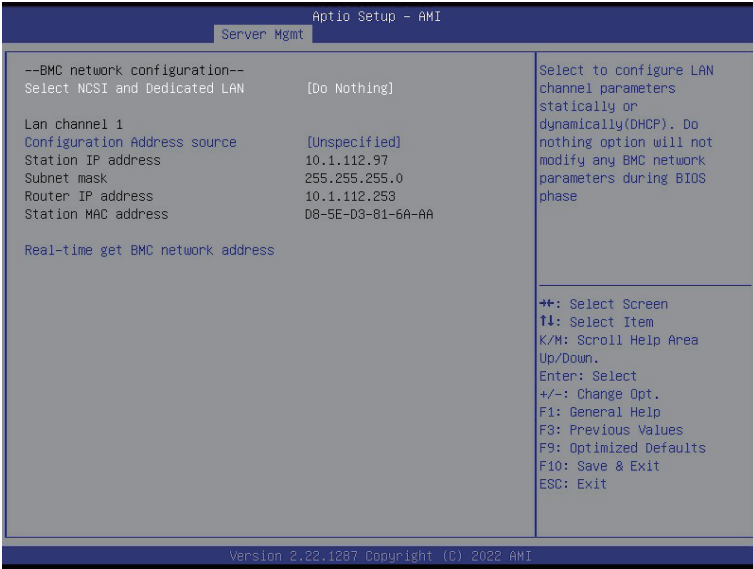 Aptio Setup – AMI
Server Mgmt
--BMC network configuration--
Select NCSI and Dedicated LAN [Do Nothing]
Lan channel 1
Configuration Address source [Unspecified]
Station IP address 10.1.112.97
Subnet mask 255.255.255.0
Router IP address 10.1.112.253
Station MAC address D8-5E-D3-81-6A-AA
Real-time get BMC network address
Select to configure LAN
channel parameters
statically or
dynamically(DHCP). Do
nothing option will not
modify any BMC network
parameters during BIOS
phase
→←: Select Screen
↑↓: Select Item
K/M: Scroll Help Area
Up/Down.
Enter: Select
+/-: Change Opt.
F1: General Help
F3: Previous Values
F9: Optimized Defaults
F10: Save & Exit
ESC: Exit
Version 2.22.1287 Copyright (C) 2022 AMI